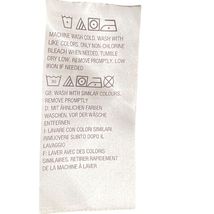 MACHINE WASH COLD. WASH WITH
LIKE COLORS. ONLY NON-CHLORINE
BLEACH WHEN NEEDED. TUMBLE
DRY LOW. REMOVE PROMPTLY. LOW
IRON IF NEEDED.
GB: WASH WITH SIMILAR COLOURS.
REMOVE PROMPTLY.
D: MIT ÄHNLICHEN FARBEN
WASCHEN, VOR DER WÄSCHE
ENTFERNEN
I: LAVARE CON COLORI SIMILARI.
RIMUOVERE SUBITO DOPO IL
LAVAGGIO
F: LAVER AVEC DES COLORIS
SIMILAIRES. RETIRER RAPIDEMENT
DE LA MACHINE À LAVER